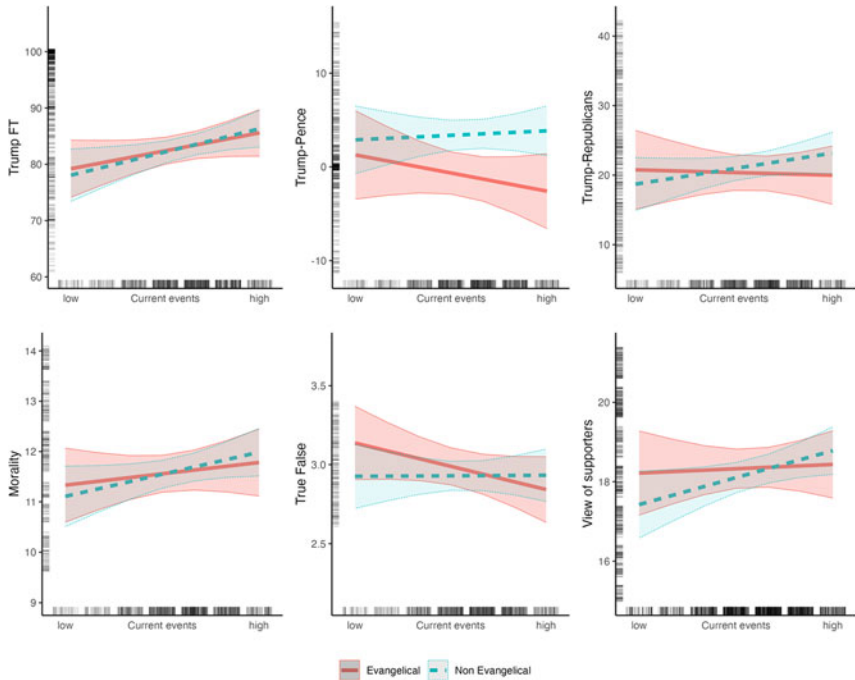 Trump FT
100
90
80
70
60
low Current events high
Trump-Pence
10
0
-10
low Current events high
Trump-Republicans
40
30
20
10
low Current events high
Morality
14
13
12
11
10
9
low Current events high
True False
3.5
3.0
2.5
low Current events high
View of supporters
20
18
16
low Current events high
Evangelical Non Evangelical